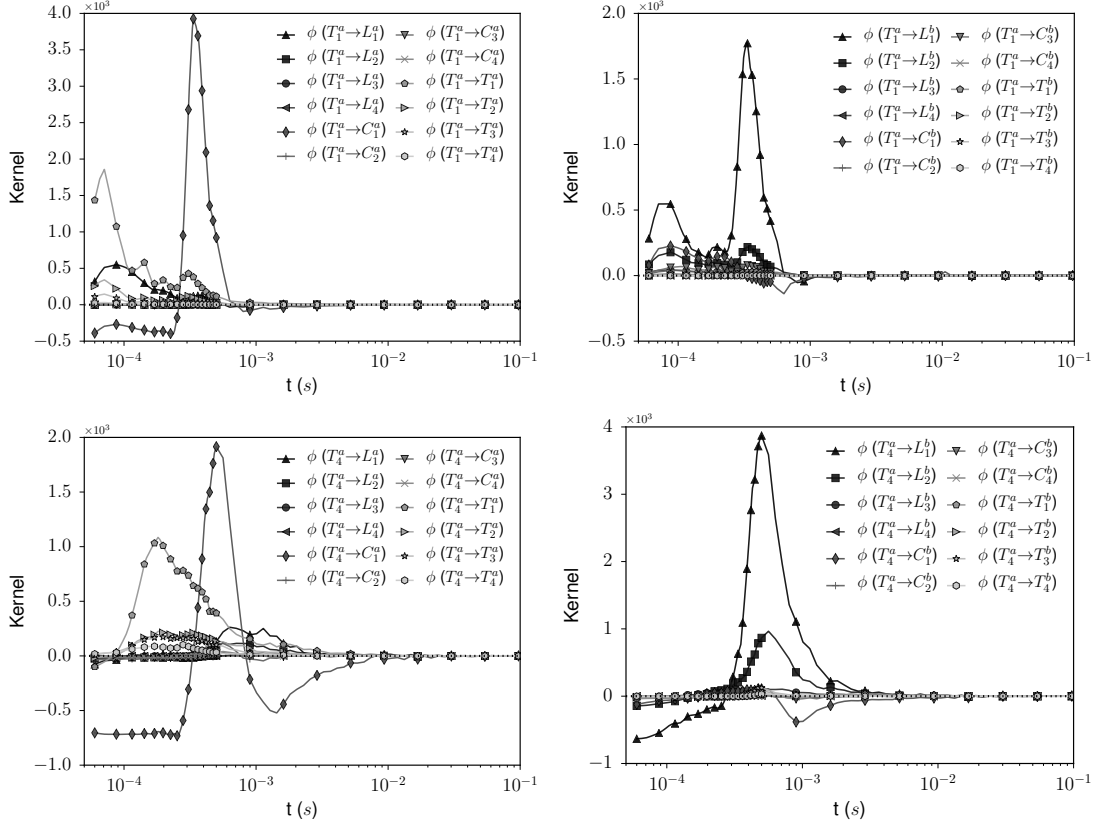 ×10³
4.0
3.5
3.0
2.5
2.0
1.5
1.0
0.5
0.0
−0.5
Kernel
ϕ (T₁ᵃ→L₁ᵃ) ϕ (T₁ᵃ→C₃ᵃ)
ϕ (T₁ᵃ→L₂ᵃ) ϕ (T₁ᵃ→C₄ᵃ)
ϕ (T₁ᵃ→L₃ᵃ) ϕ (T₁ᵃ→T₁ᵃ)
ϕ (T₁ᵃ→L₄ᵃ) ϕ (T₁ᵃ→T₂ᵃ)
ϕ (T₁ᵃ→C₁ᵃ) ϕ (T₁ᵃ→T₃ᵃ)
ϕ (T₁ᵃ→C₂ᵃ) ϕ (T₁ᵃ→T₄ᵃ)
10⁻⁴ 10⁻³ 10⁻² 10⁻¹
t (s)
×10³
2.0
1.5
1.0
0.5
0.0
−0.5
Kernel
ϕ (T₁ᵃ→L₁ᵇ) ϕ (T₁ᵃ→C₃ᵇ)
ϕ (T₁ᵃ→L₂ᵇ) ϕ (T₁ᵃ→C₄ᵇ)
ϕ (T₁ᵃ→L₃ᵇ) ϕ (T₁ᵃ→T₁ᵇ)
ϕ (T₁ᵃ→L₄ᵇ) ϕ (T₁ᵃ→T₂ᵇ)
ϕ (T₁ᵃ→C₁ᵇ) ϕ (T₁ᵃ→T₃ᵇ)
ϕ (T₁ᵃ→C₂ᵇ) ϕ (T₁ᵃ→T₄ᵇ)
10⁻⁴ 10⁻³ 10⁻² 10⁻¹
t (s)
×10³
2.0
1.5
1.0
0.5
0.0
−0.5
−1.0
Kernel
ϕ (T₄ᵃ→L₁ᵃ) ϕ (T₄ᵃ→C₃ᵃ)
ϕ (T₄ᵃ→L₂ᵃ) ϕ (T₄ᵃ→C₄ᵃ)
ϕ (T₄ᵃ→L₃ᵃ) ϕ (T₄ᵃ→T₁ᵃ)
ϕ (T₄ᵃ→L₄ᵃ) ϕ (T₄ᵃ→T₂ᵃ)
ϕ (T₄ᵃ→C₁ᵃ) ϕ (T₄ᵃ→T₃ᵃ)
ϕ (T₄ᵃ→C₂ᵃ) ϕ (T₄ᵃ→T₄ᵃ)
10⁻⁴ 10⁻³ 10⁻² 10⁻¹
t (s)
×10³
4
3
2
1
0
−1
Kernel
ϕ (T₄ᵃ→L₁ᵇ) ϕ (T₄ᵃ→C₃ᵇ)
ϕ (T₄ᵃ→L₂ᵇ) ϕ (T₄ᵃ→C₄ᵇ)
ϕ (T₄ᵃ→L₃ᵇ) ϕ (T₄ᵃ→T₁ᵇ)
ϕ (T₄ᵃ→L₄ᵇ) ϕ (T₄ᵃ→T₂ᵇ)
ϕ (T₄ᵃ→C₁ᵇ) ϕ (T₄ᵃ→T₃ᵇ)
ϕ (T₄ᵃ→C₂ᵇ) ϕ (T₄ᵃ→T₄ᵇ)
10⁻⁴ 10⁻³ 10⁻² 10⁻¹
t (s)